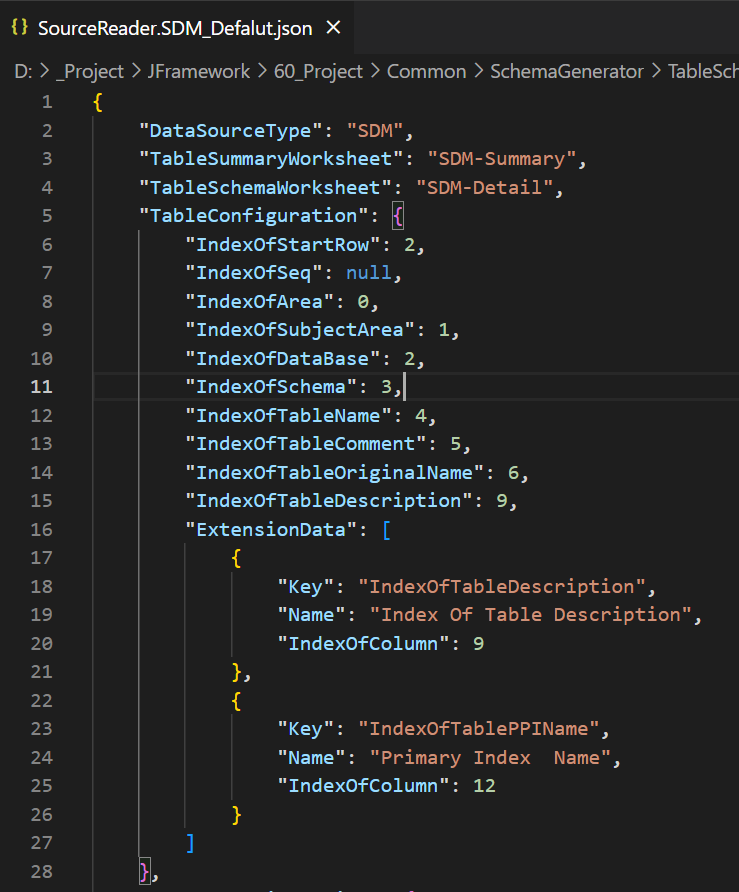 {} SourceReader.SDM_Defalut.json ×
D: > _Project > JFramework > 60_Project > Common > SchemaGenerator > TableSch
1 {
2 "DataSourceType": "SDM",
3 "TableSummaryWorksheet": "SDM-Summary",
4 "TableSchemaWorksheet": "SDM-Detail",
5 "TableConfiguration": {
6 "IndexOfStartRow": 2,
7 "IndexOfSeq": null,
8 "IndexOfArea": 0,
9 "IndexOfSubjectArea": 1,
10 "IndexOfDataBase": 2,
11 "IndexOfSchema": 3,
12 "IndexOfTableName": 4,
13 "IndexOfTableComment": 5,
14 "IndexOfTableOriginalName": 6,
15 "IndexOfTableDescription": 9,
16 "ExtensionData": [
17 {
18 "Key": "IndexOfTableDescription",
19 "Name": "Index Of Table Description",
20 "IndexOfColumn": 9
21 },
22 {
23 "Key": "IndexOfTablePPIName",
24 "Name": "Primary Index  Name",
25 "IndexOfColumn": 12
26 }
27 ]
28 },